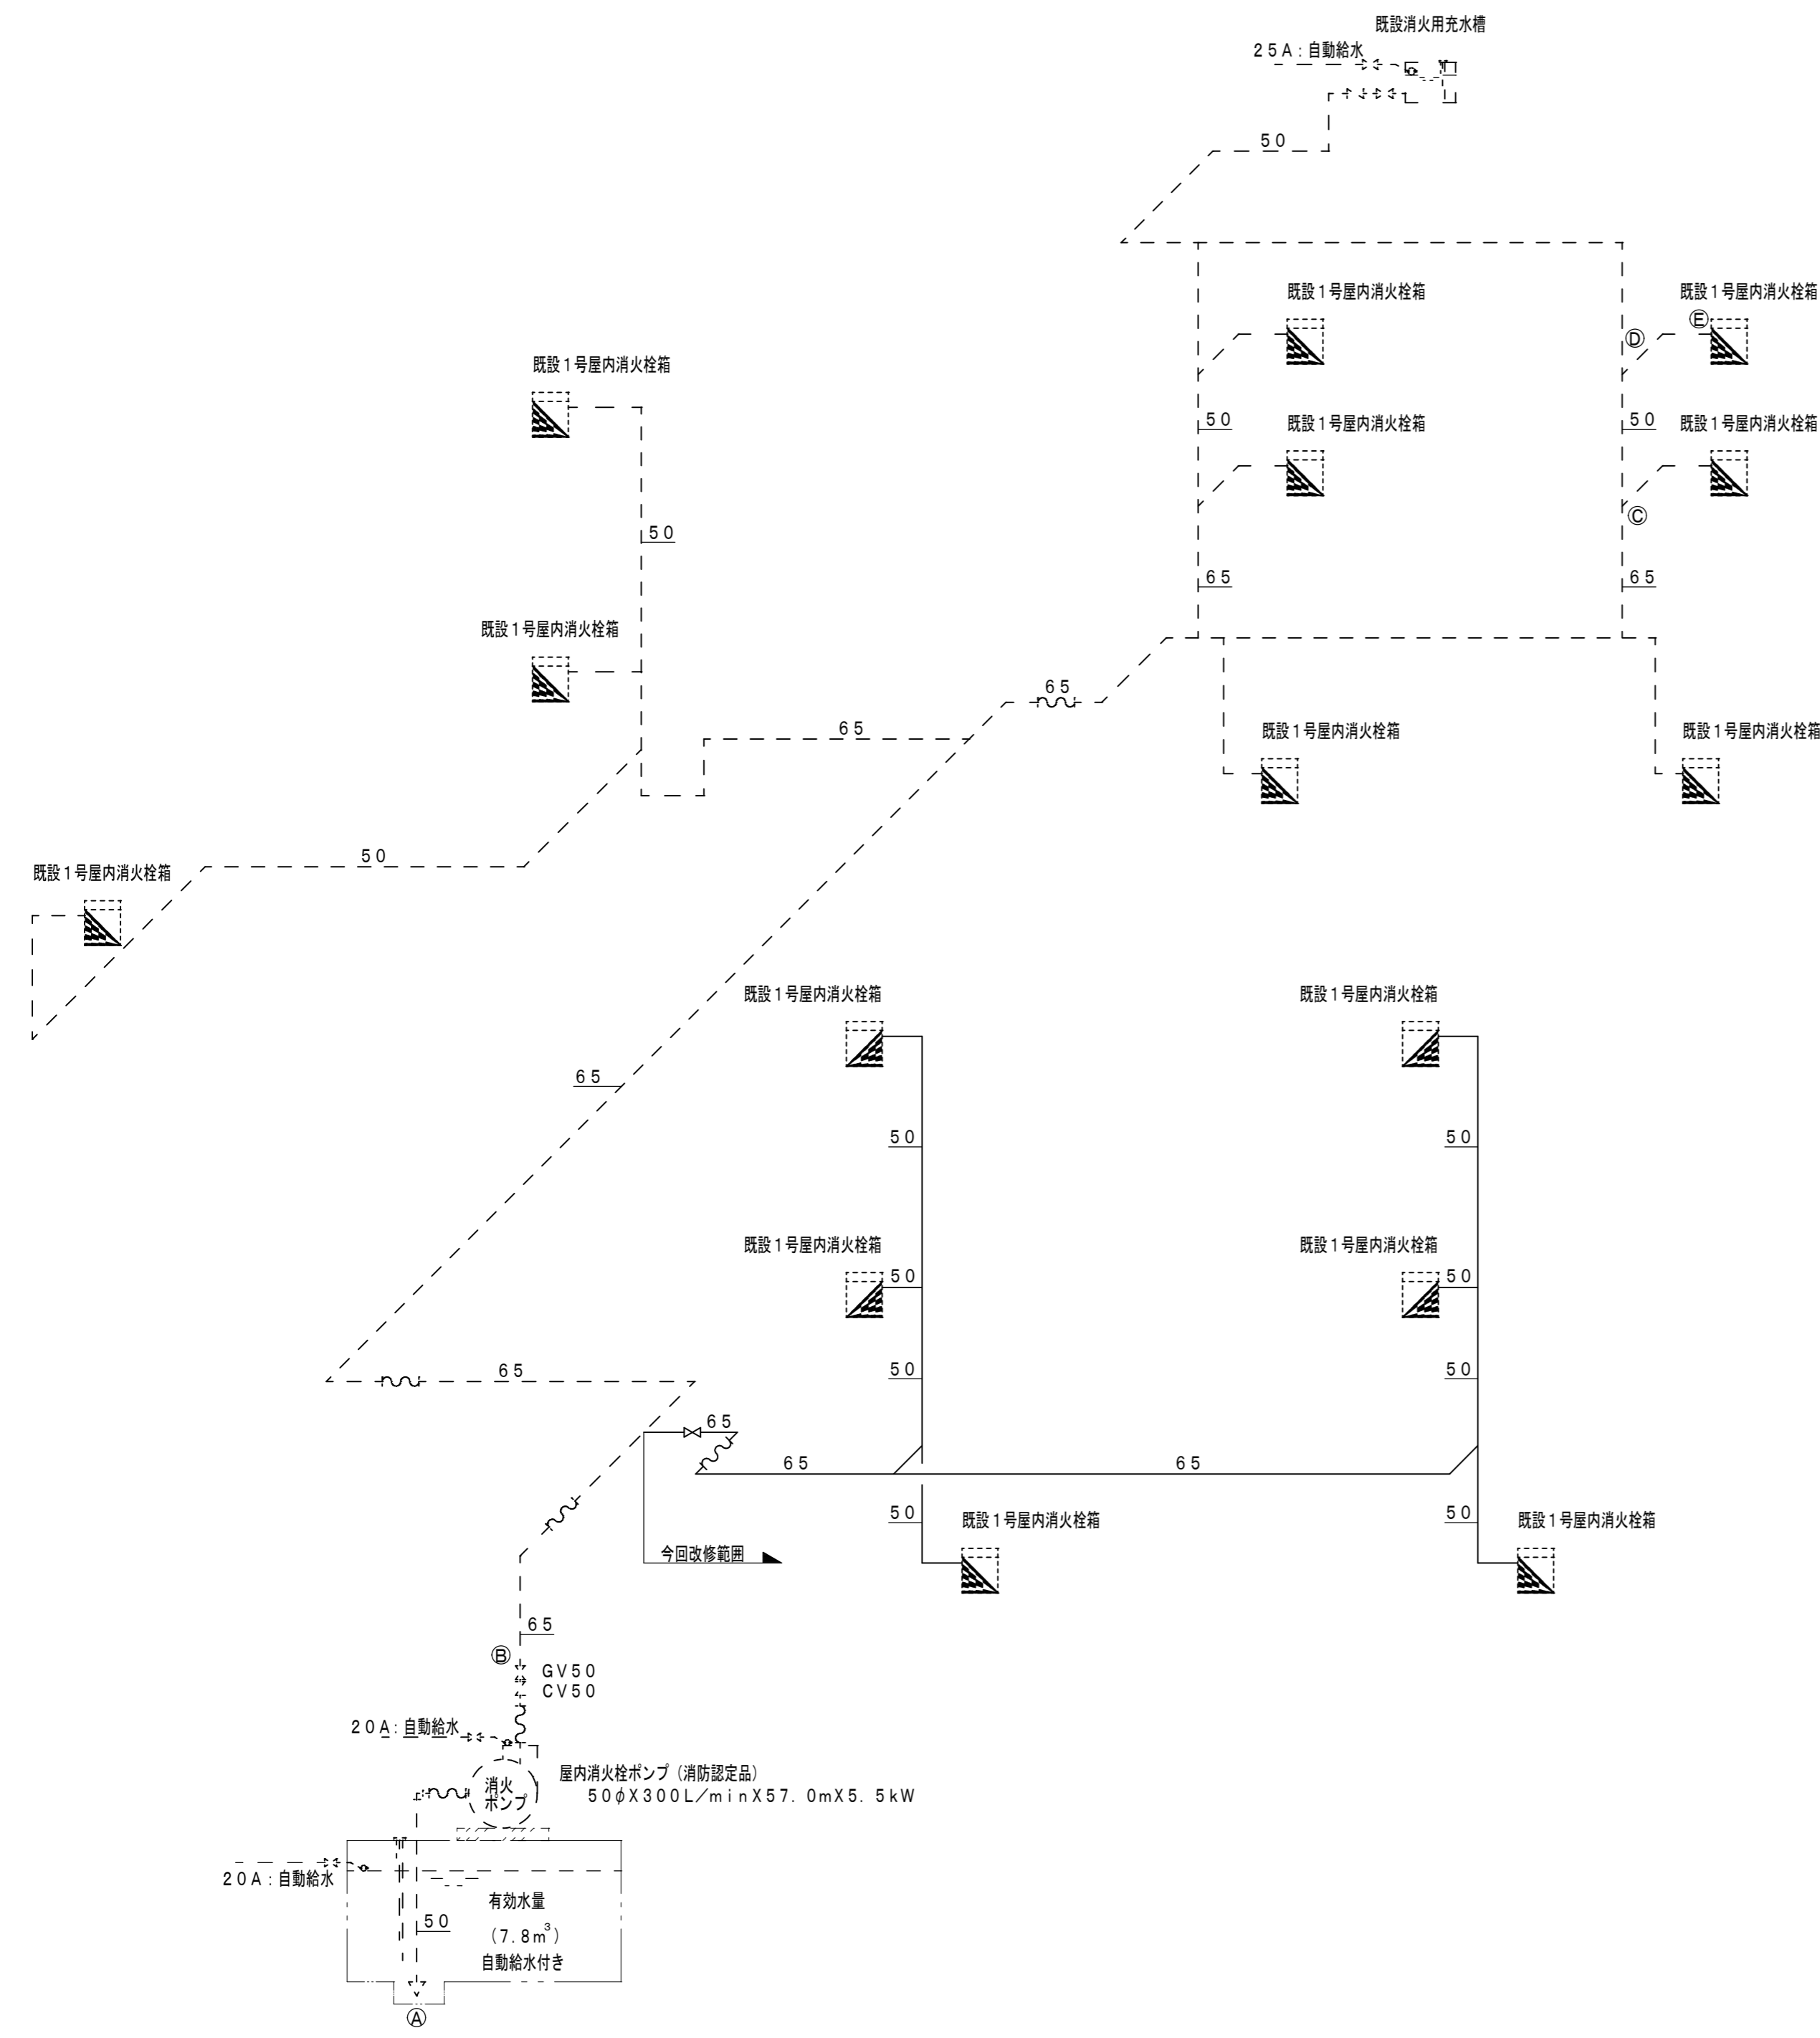 既設消火用充水槽
25A:自動給水
50
既設1号屋内消火栓箱
既設1号屋内消火栓箱
Ⓔ
Ⓓ
既設1号屋内消火栓箱
50
既設1号屋内消火栓箱
50
既設1号屋内消火栓箱
Ⓒ
50
65
65
既設1号屋内消火栓箱
65
65
既設1号屋内消火栓箱
既設1号屋内消火栓箱
50
既設1号屋内消火栓箱
既設1号屋内消火栓箱
既設1号屋内消火栓箱
65
50
50
既設1号屋内消火栓箱
既設1号屋内消火栓箱
50
50
65
50
50
65
65
65
50
50
既設1号屋内消火栓箱
既設1号屋内消火栓箱
今回改修範囲
65
Ⓑ
GV50
CV50
20A:自動給水
消火
ポンプ
屋内消火栓ポンプ(消防認定品)
50φX300L/minX57.0mX5.5kW
20A:自動給水
有効水量
50
(7.8m³)
自動給水付き
Ⓐ